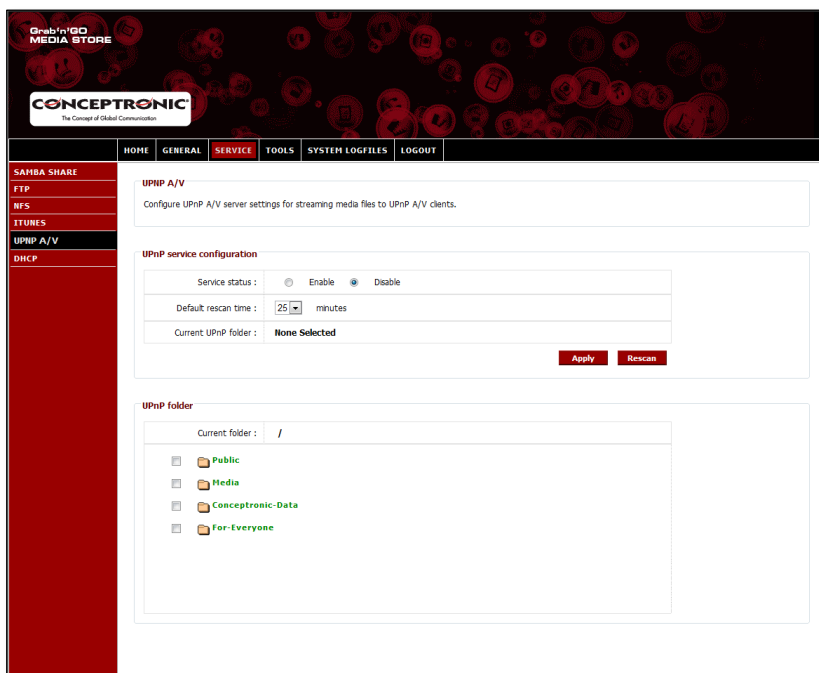 Grab'n'GO
MEDIA STORE
CONCEPTRONIC
The Concept of Global Communication
HOME GENERAL SERVICE TOOLS SYSTEM LOGFILES LOGOUT
SAMBA SHARE
FTP
NFS
ITUNES
UPNP A/V
DHCP
UPNP A/V
Configure UPnP A/V server settings for streaming media files to UPnP A/V clients.
UPnP service configuration
Service status : Enable Disable
Default rescan time : 25 minutes
Current UPnP folder : None Selected
Apply Rescan
UPnP folder
Current folder : /
Public
Media
Conceptronic-Data
For-Everyone